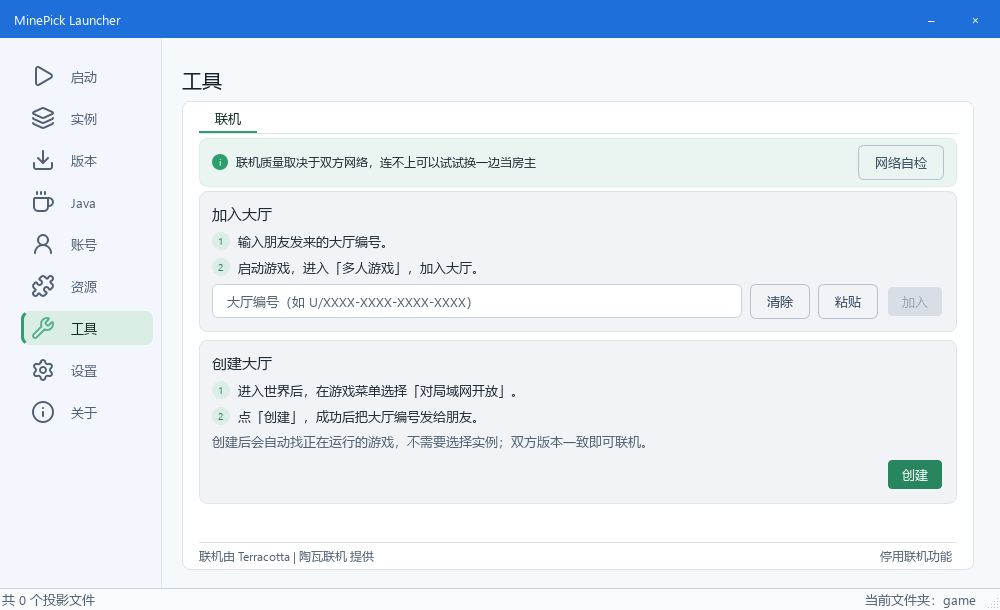 MinePick Launcher
启动
实例
版本
Java
账号
资源
工具
设置
关于
工具
联机
联机质量取决于双方网络，连不上可以试试换一边当房主
网络自检
加入大厅
1 输入朋友发来的大厅编号。
2 启动游戏，进入「多人游戏」，加入大厅。
大厅编号（如 U/XXXX-XXXX-XXXX-XXXX） 清除 粘贴 加入
创建大厅
1 进入世界后，在游戏菜单选择「对局域网开放」。
2 点「创建」，成功后把大厅编号发给朋友。
创建后会自动找正在运行的游戏，不需要选择实例；双方版本一致即可联机。
创建
联机由 Terracotta | 陶瓦联机 提供 停用联机功能
共 0 个投影文件 当前文件夹：game